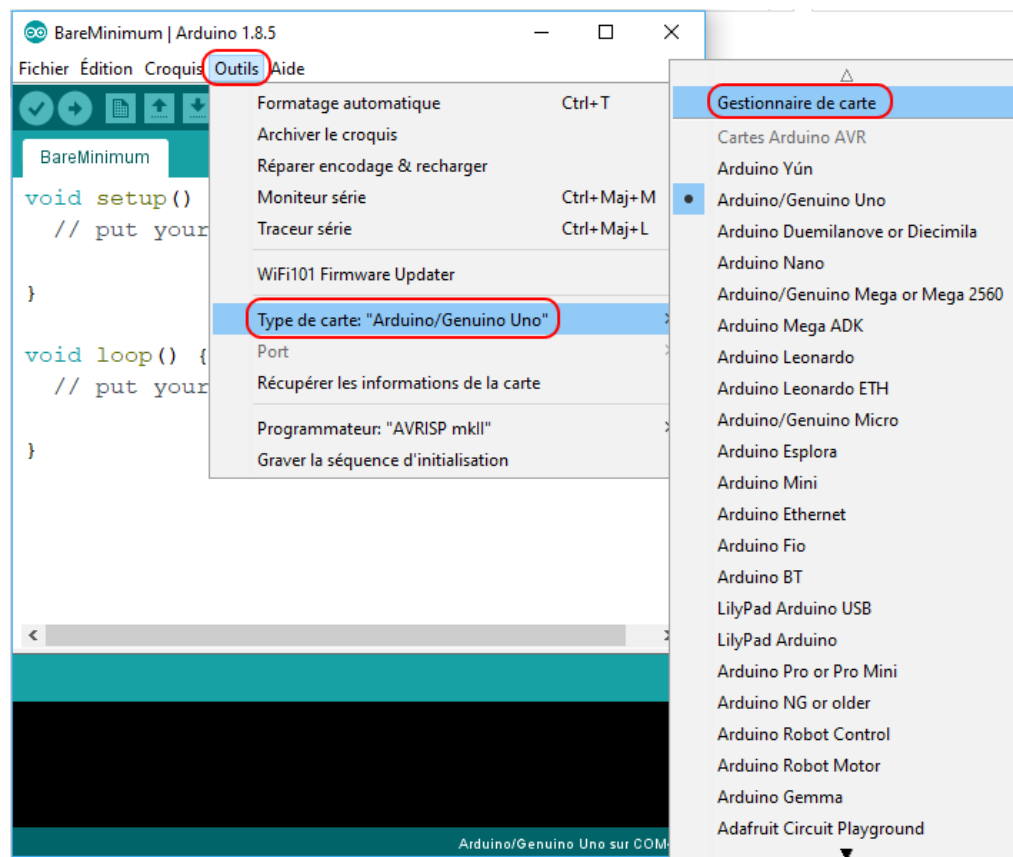 BareMinimum | Arduino 1.8.5
Fichier Édition Croquis Outils Aide
BareMinimum
void setup()
// put your
}
void loop() {
// put your
}
Formatage automatique Ctrl+T
Archiver le croquis
Réparer encodage & recharger
Moniteur série Ctrl+Maj+M
Traceur série Ctrl+Maj+L
WiFi101 Firmware Updater
Type de carte: "Arduino/Genuino Uno"
Port
Récupérer les informations de la carte
Programmateur: "AVRISP mkII"
Graver la séquence d'initialisation
Gestionnaire de carte
Cartes Arduino AVR
Arduino Yún
Arduino/Genuino Uno
Arduino Duemilanove or Diecimila
Arduino Nano
Arduino/Genuino Mega or Mega 2560
Arduino Mega ADK
Arduino Leonardo
Arduino Leonardo ETH
Arduino/Genuino Micro
Arduino Esplora
Arduino Mini
Arduino Ethernet
Arduino Fio
Arduino BT
LilyPad Arduino USB
LilyPad Arduino
Arduino Pro or Pro Mini
Arduino NG or older
Arduino Robot Control
Arduino Robot Motor
Arduino Gemma
Adafruit Circuit Playground
Arduino/Genuino Uno sur COM